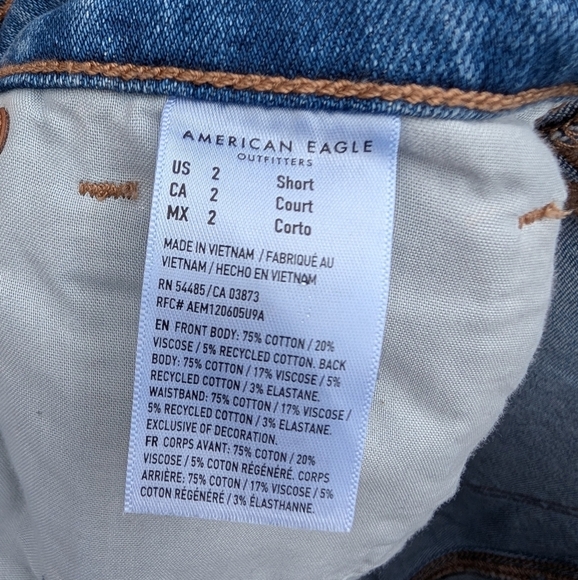 AMERICAN EAGLE
OUTFITTERS
US 2 Short
CA 2 Court
MX 2 Corto
MADE IN VIETNAM / FABRIQUÉ AU
VIETNAM / HECHO EN VIETNAM
RN 54485 / CA 03873
RFC# AEM120605U9A
EN FRONT BODY: 75% COTTON / 20%
VISCOSE / 5% RECYCLED COTTON. BACK
BODY: 75% COTTON / 17% VISCOSE / 5%
RECYCLED COTTON / 3% ELASTANE.
WAISTBAND: 75% COTTON / 17% VISCOSE /
5% RECYCLED COTTON / 3% ELASTANE.
EXCLUSIVE OF DECORATION.
FR CORPS AVANT: 75% COTON / 20%
VISCOSE / 5% COTON RÉGÉNÉRÉ. CORPS
ARRIÈRE: 75% COTON / 17% VISCOSE / 5%
COTON RÉGÉNÉRÉ / 3% ÉLASTHANNE.